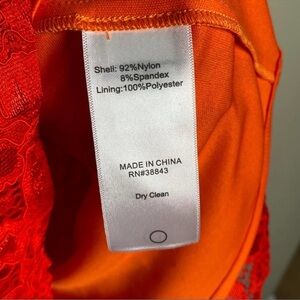 Shell: 92%Nylon
8%Spandex
Lining:100%Polyester
MADE IN CHINA
RN#38843
Dry Clean